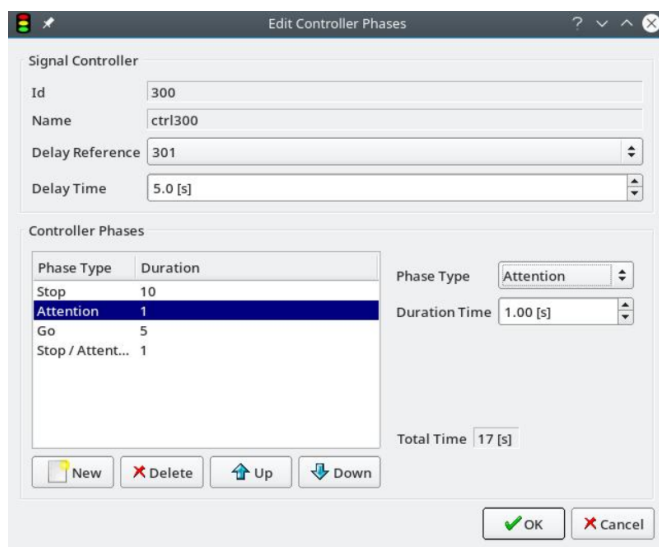 Edit Controller Phases
Signal Controller
Id 300
Name ctrl300
Delay Reference 301
Delay Time 5.0 [s]
Controller Phases
Phase Type Duration
Stop 10
Attention 1
Go 5
Stop / Attent... 1
Phase Type Attention
Duration Time 1.00 [s]
Total Time 17 [s]
New Delete Up Down
OK Cancel